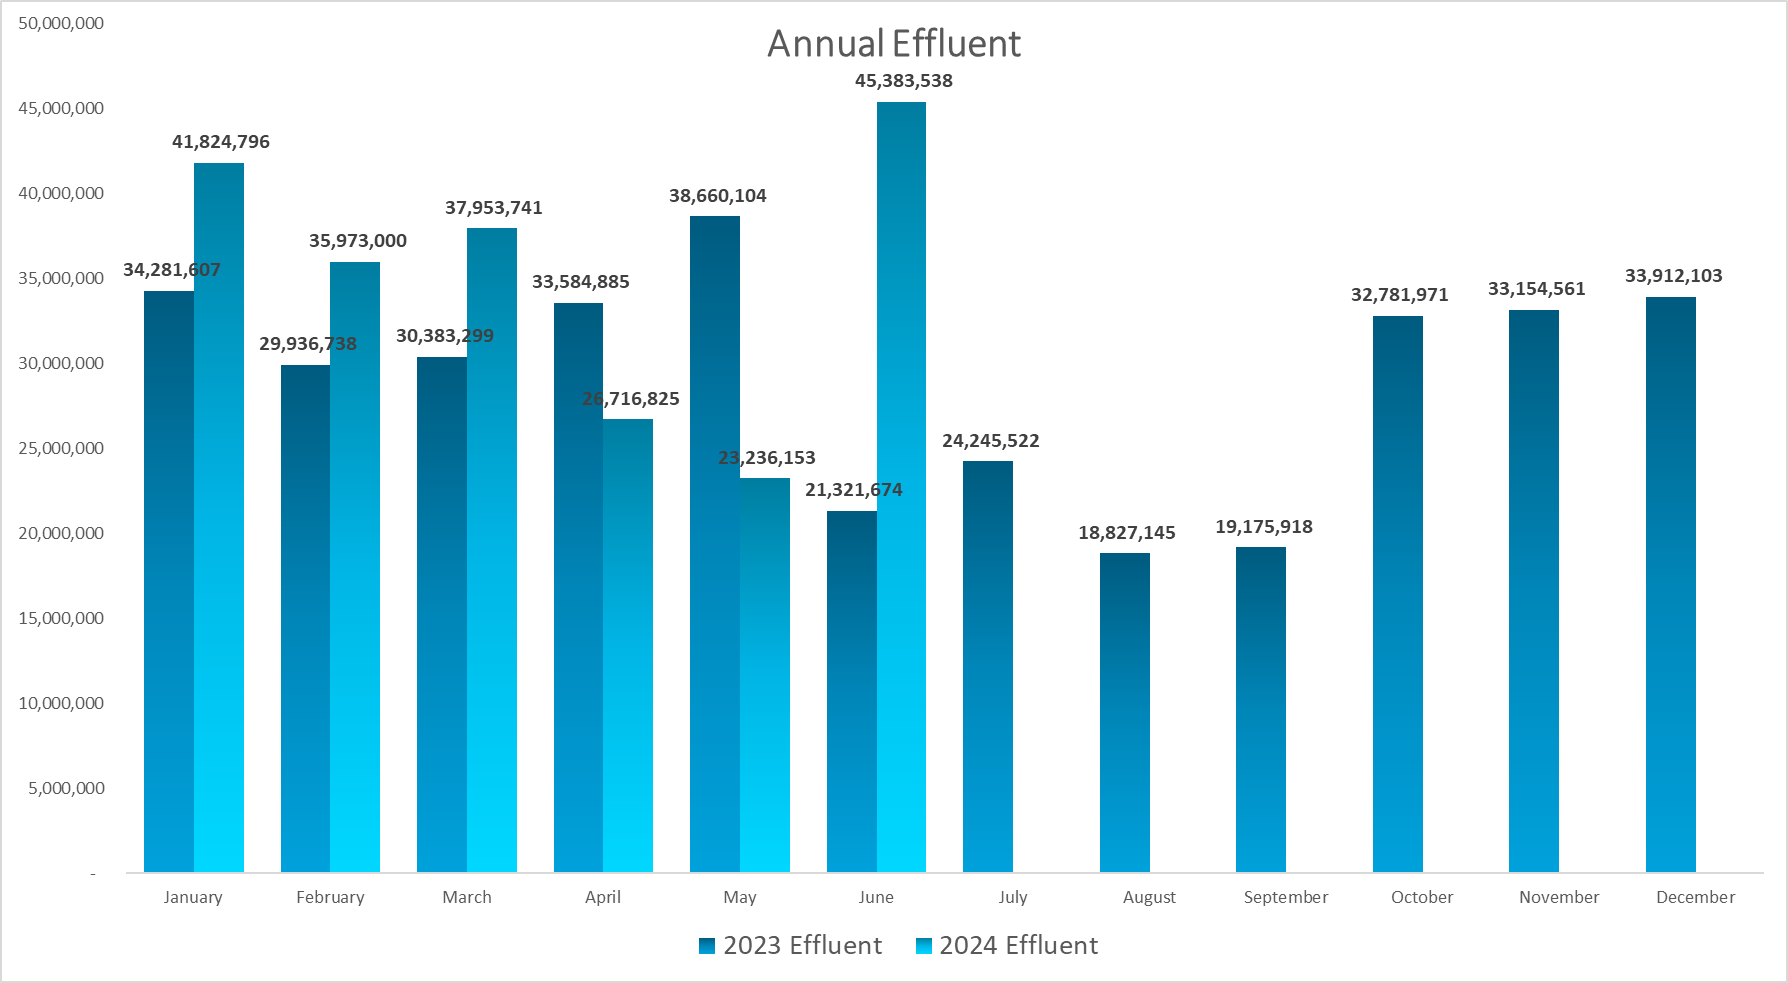 Annual Effluent
50,000,000
45,000,000
40,000,000
35,000,000
30,000,000
25,000,000
20,000,000
15,000,000
10,000,000
5,000,000
-
34,281,607
41,824,796
29,936,738
35,973,000
30,383,299
37,953,741
33,584,885
26,716,825
38,660,104
23,236,153
21,321,674
45,383,538
24,245,522
18,827,145
19,175,918
32,781,971
33,154,561
33,912,103
January
February
March
April
May
June
July
August
September
October
November
December
2023 Effluent
2024 Effluent